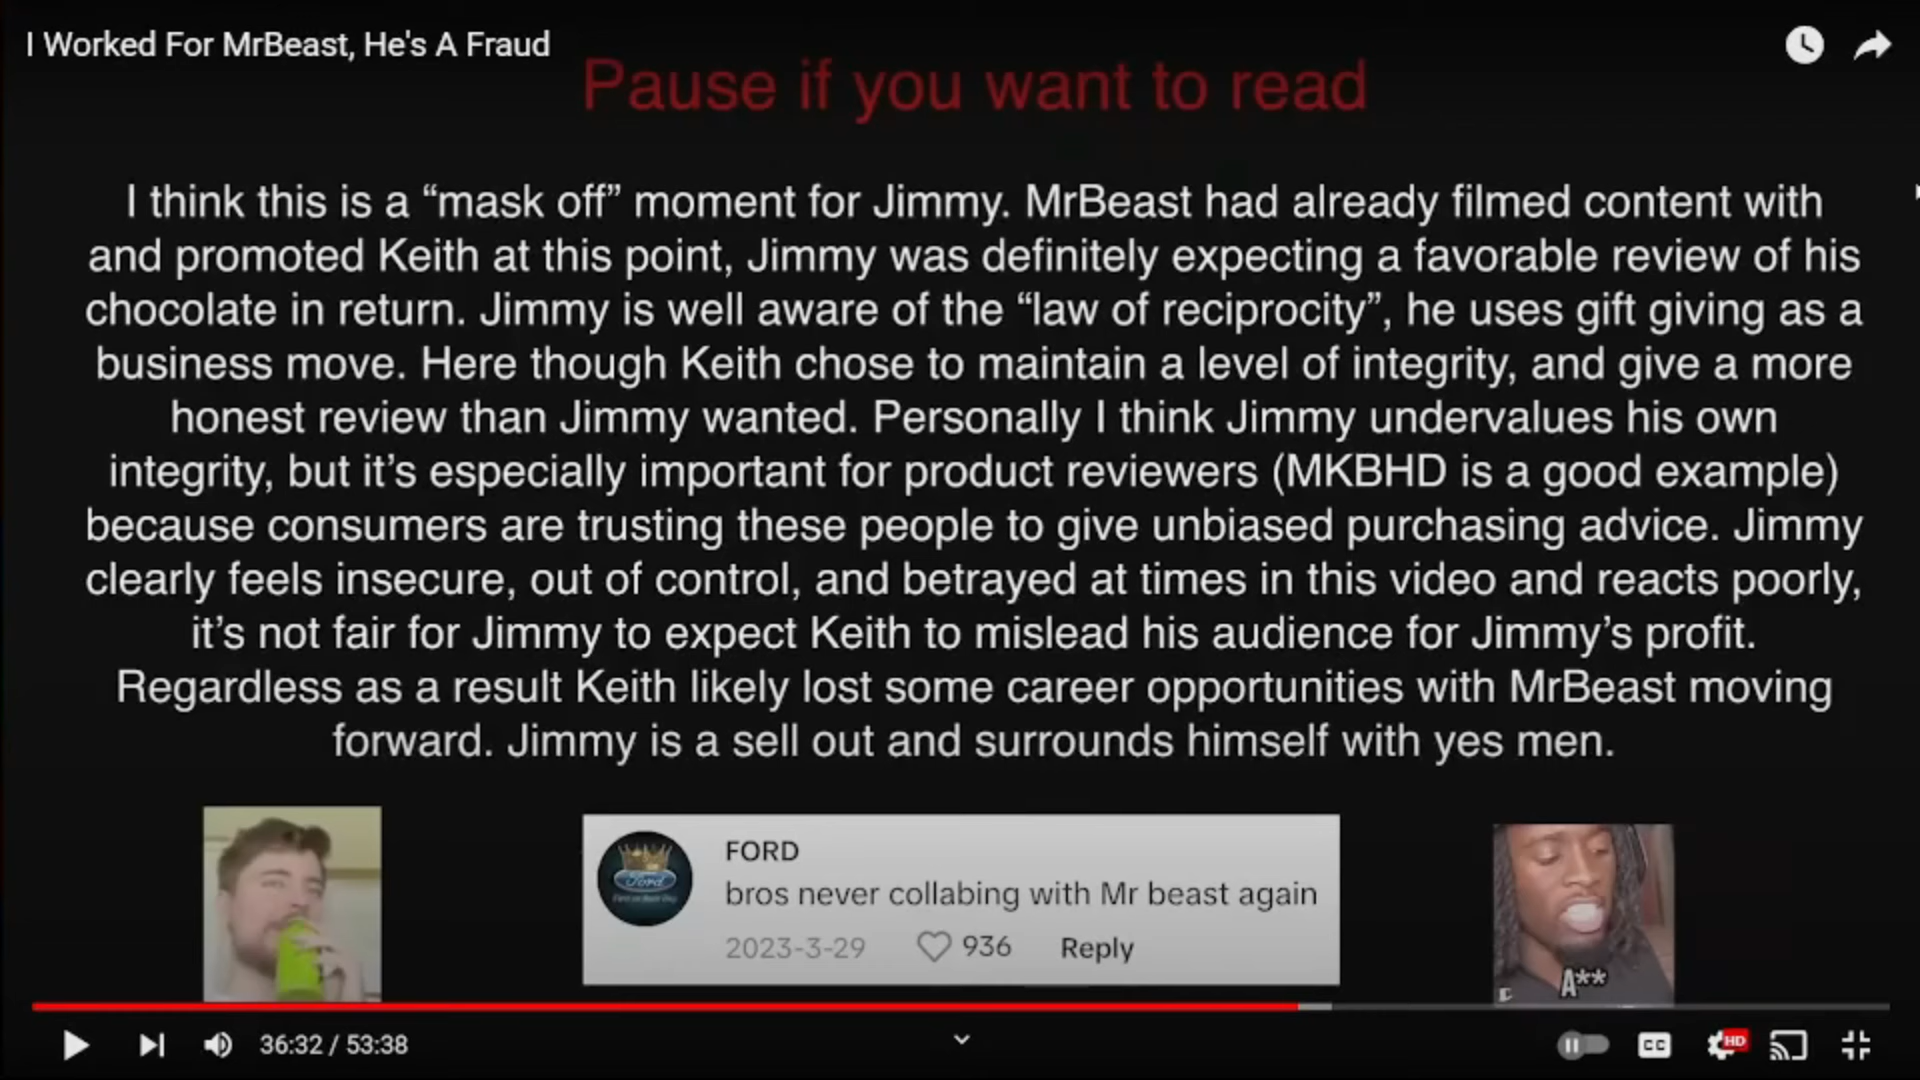 I Worked For MrBeast, He's A Fraud
Pause if you want to read
I think this is a “mask off” moment for Jimmy. MrBeast had already filmed content with
and promoted Keith at this point, Jimmy was definitely expecting a favorable review of his
chocolate in return. Jimmy is well aware of the “law of reciprocity”, he uses gift giving as a
business move. Here though Keith chose to maintain a level of integrity, and give a more
honest review than Jimmy wanted. Personally I think Jimmy undervalues his own
integrity, but it’s especially important for product reviewers (MKBHD is a good example)
because consumers are trusting these people to give unbiased purchasing advice. Jimmy
clearly feels insecure, out of control, and betrayed at times in this video and reacts poorly,
it’s not fair for Jimmy to expect Keith to mislead his audience for Jimmy’s profit.
Regardless as a result Keith likely lost some career opportunities with MrBeast moving
forward. Jimmy is a sell out and surrounds himself with yes men.
Ford
FORD
bros never collabing with Mr beast again
2023-3-29 936 Reply
A**
36:32 / 53:38
CC
HD